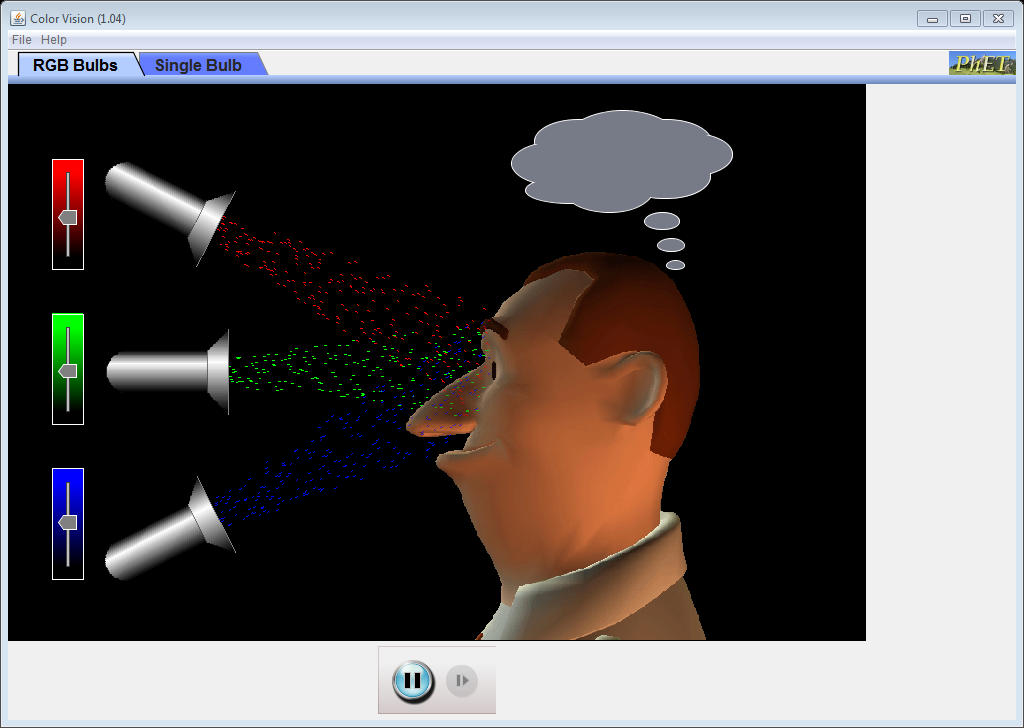 Color Vision (1.04)
File Help
RGB Bulbs Single Bulb PhET